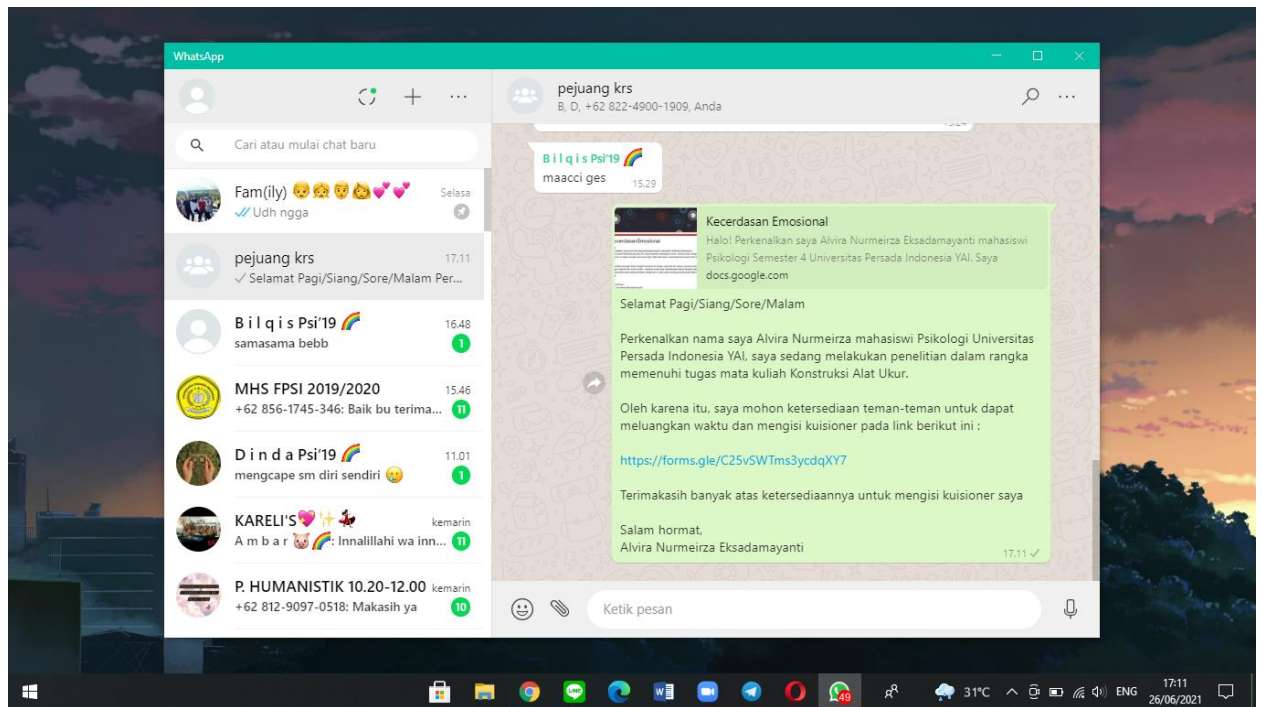 WhatsApp
Cari atau mulai chat baru
Fam(ily) 👴👧👨👩💕💕 Selasa
Udh ngga
pejuang krs 17.11
Selamat Pagi/Siang/Sore/Malam Per...
B i l q i s Psi'19 🌈 16.48
samasama bebb 1
MHS FPSI 2019/2020 15.46
+62 856-1745-346: Baik bu terima... 11
D i n d a Psi'19 🌈 11.01
mengcape sm diri sendiri 🥲 1
KARELI'S💖✨💃 kemarin
A m b a r 🐷🌈: Innalillahi wa inn... 11
P. HUMANISTIK 10.20-12.00 kemarin
+62 812-9097-0518: Makasih ya 10
pejuang krs
B, D, +62 822-4900-1909, Anda
B i l q i s Psi'19 🌈
maacci ges 15.29
Kecerdasan Emosional
Halo! Perkenalkan saya Alvira Nurmeirza Eksadamayanti mahasiswi
Psikologi Semester 4 Universitas Persada Indonesia YAI. Saya
docs.google.com
Selamat Pagi/Siang/Sore/Malam
Perkenalkan nama saya Alvira Nurmeirza mahasiswi Psikologi Universitas
Persada Indonesia YAI, saya sedang melakukan penelitian dalam rangka
memenuhi tugas mata kuliah Konstruksi Alat Ukur.
Oleh karena itu, saya mohon ketersediaan teman-teman untuk dapat
meluangkan waktu dan mengisi kuisioner pada link berikut ini :
https://forms.gle/C25vSWTms3ycdqXY7
Terimakasih banyak atas ketersediaannya untuk mengisi kuisioner saya
Salam hormat,
Alvira Nurmeirza Eksadamayanti
17.11
Ketik pesan
LINE
49
31°C
ENG
17:11
26/06/2021